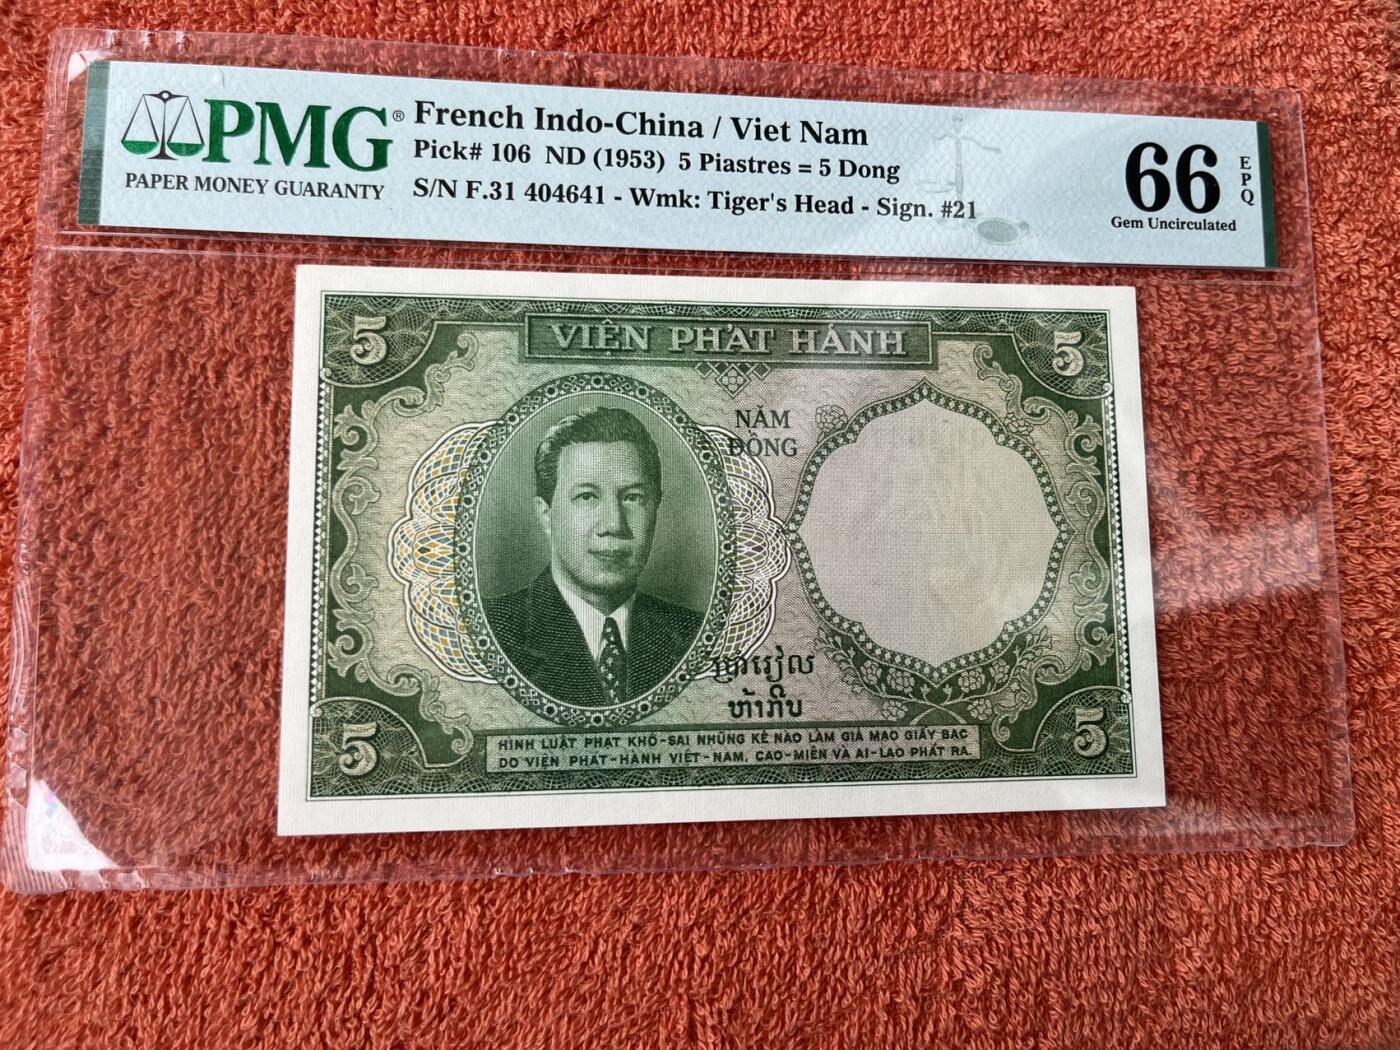 PMG®
PAPER MONEY GUARANTY
French Indo-China / Viet Nam
Pick# 106 ND (1953) 5 Piastres = 5 Dong
S/N F.31 404641 - Wmk: Tiger's Head - Sign. #21
66
EPQ
Gem Uncirculated
5
VIỆN PHÁT HÀNH
5
NĂM
ĐỒNG
ហ្រារៀល
ຫ້າກີບ
5
HÌNH LUẬT PHẠT KHỔ-SAI NHỮNG KẺ NÀO LÀM GIẢ MẠO GIẤY BẠC
DO VIỆN PHÁT-HÀNH VIỆT-NAM, CAO-MIÊN VÀ AI-LAO PHÁT RA.
5